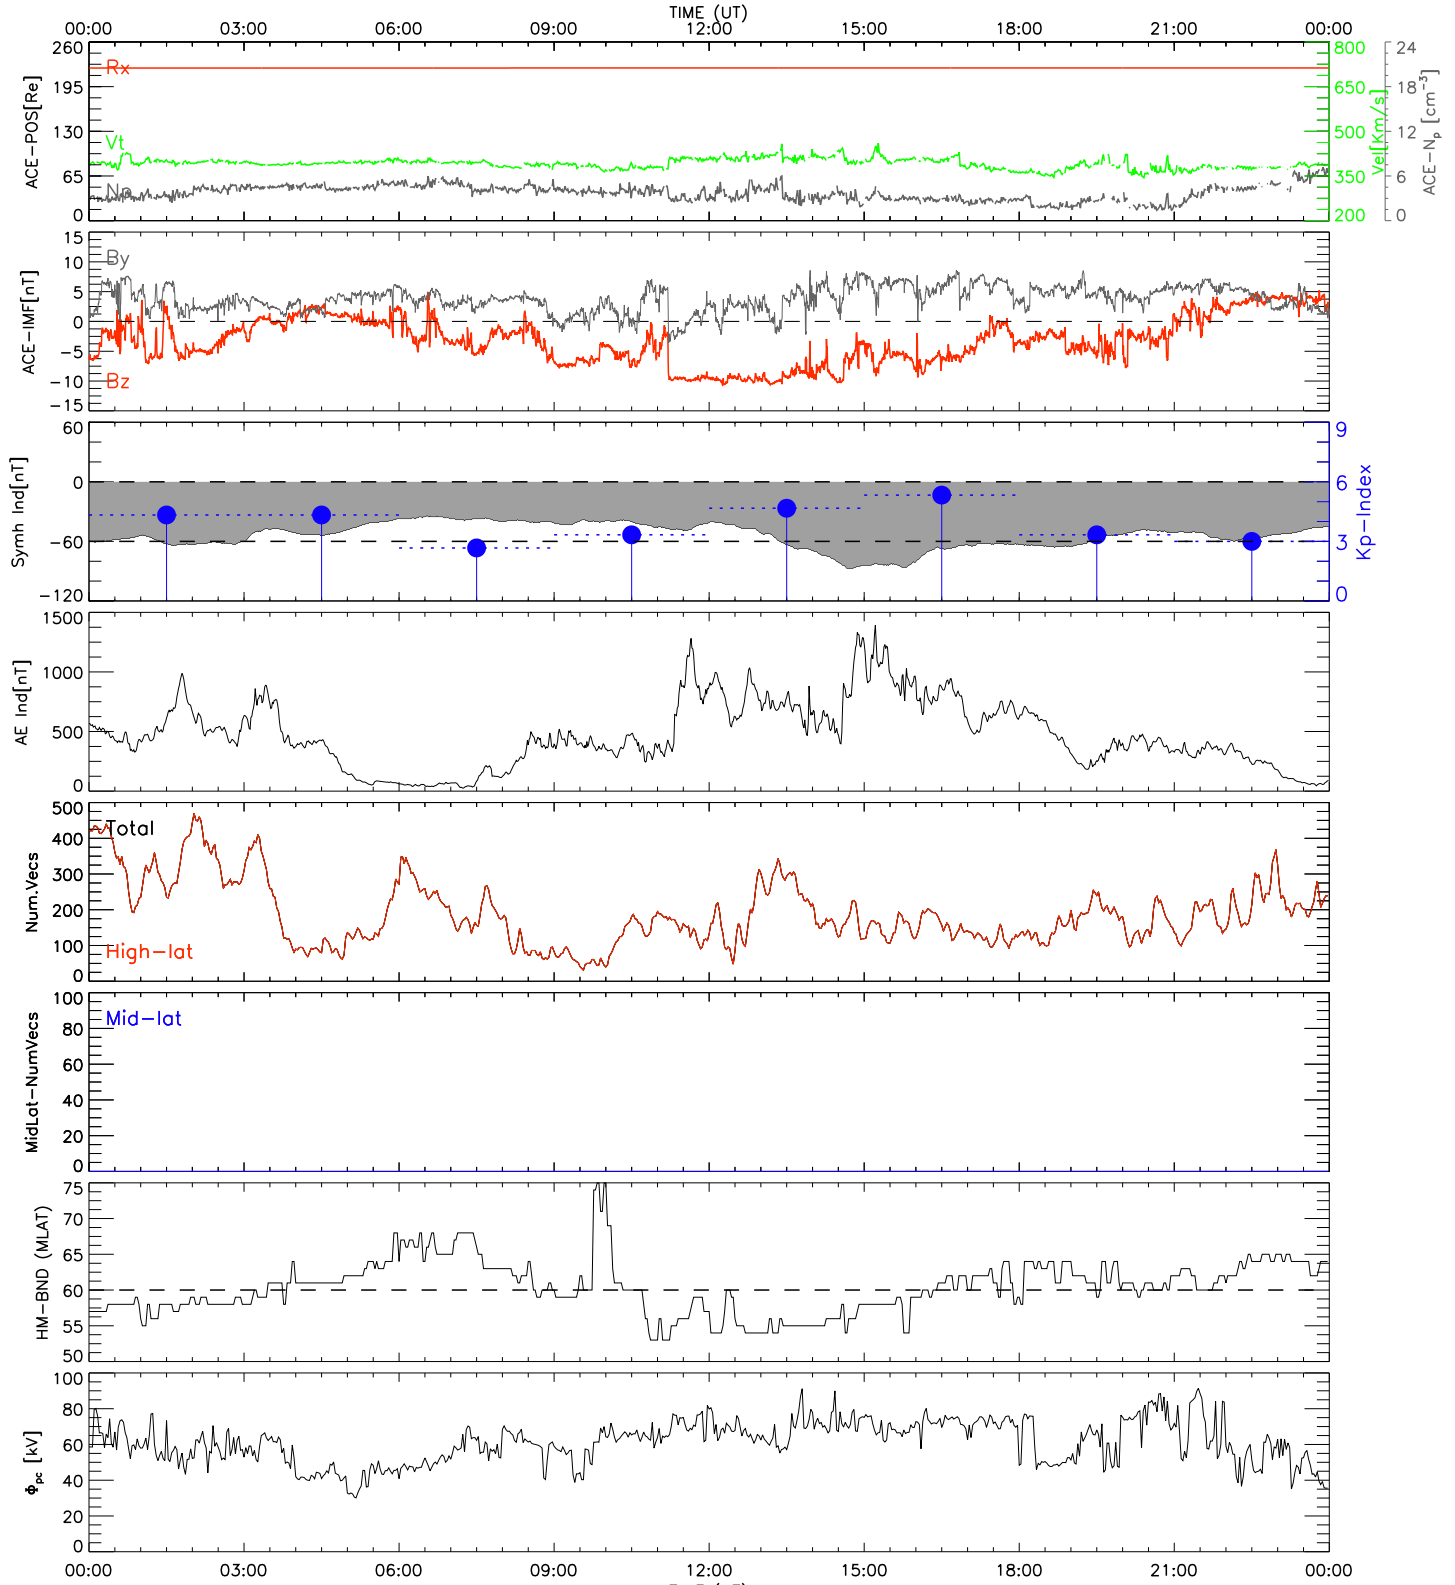 TIME (UT)
00:00 03:00 06:00 09:00 12:00 15:00 18:00 21:00 00:00
260
195
130
65
0
ACE-POS[Re]
Rx
Vt
Np
800
650
500
350
200
Vel[Km/s]
24
18
12
6
0
ACE-Np [cm-3]
15
10
5
0
-5
-10
-15
ACE-IMF[nT]
By
Bz
60
0
-60
-120
Symh Ind[nT]
9
6
3
0
Kp-Index
1500
1000
500
0
AE Ind[nT]
500
400
300
200
100
0
Num.Vecs
Total
High-lat
100
80
60
40
20
0
MidLat-NumVecs
Mid-lat
75
70
65
60
55
50
HM-BND (MLAT)
100
80
60
40
20
0
Φpc [kV]
00:00 03:00 06:00 09:00 12:00 15:00 18:00 21:00 00:00